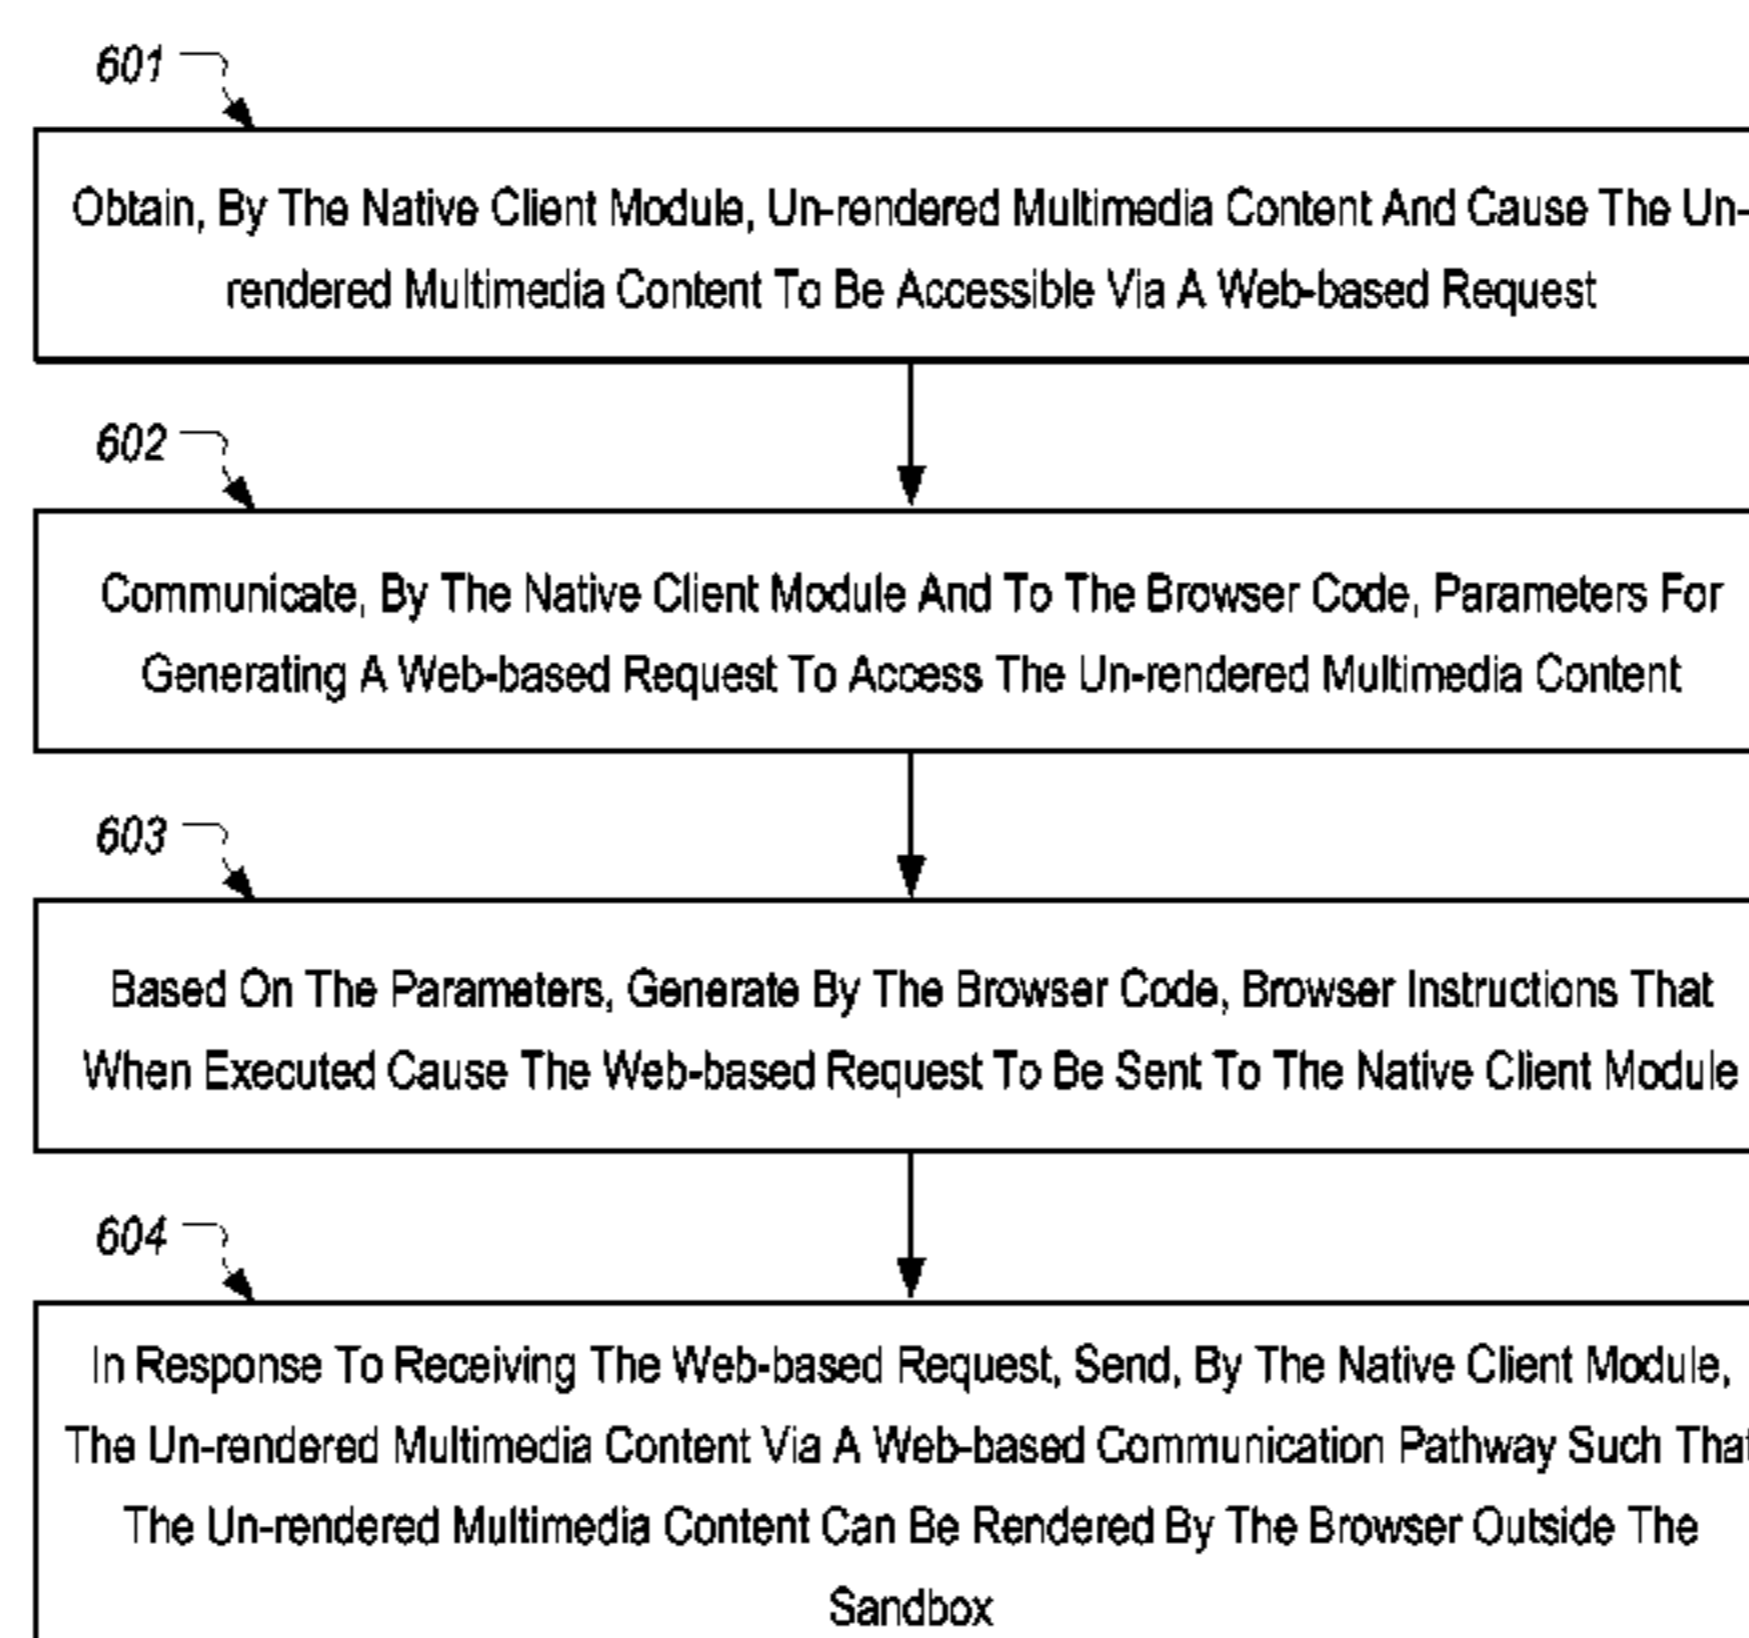 601
Obtain, By The Native Client Module, Un-rendered Multimedia Content And Cause The Un-
rendered Multimedia Content To Be Accessible Via A Web-based Request
602
Communicate, By The Native Client Module And To The Browser Code, Parameters For
Generating A Web-based Request To Access The Un-rendered Multimedia Content
603
Based On The Parameters, Generate By The Browser Code, Browser Instructions That
When Executed Cause The Web-based Request To Be Sent To The Native Client Module
604
In Response To Receiving The Web-based Request, Send, By The Native Client Module,
The Un-rendered Multimedia Content Via A Web-based Communication Pathway Such That
The Un-rendered Multimedia Content Can Be Rendered By The Browser Outside The
Sandbox